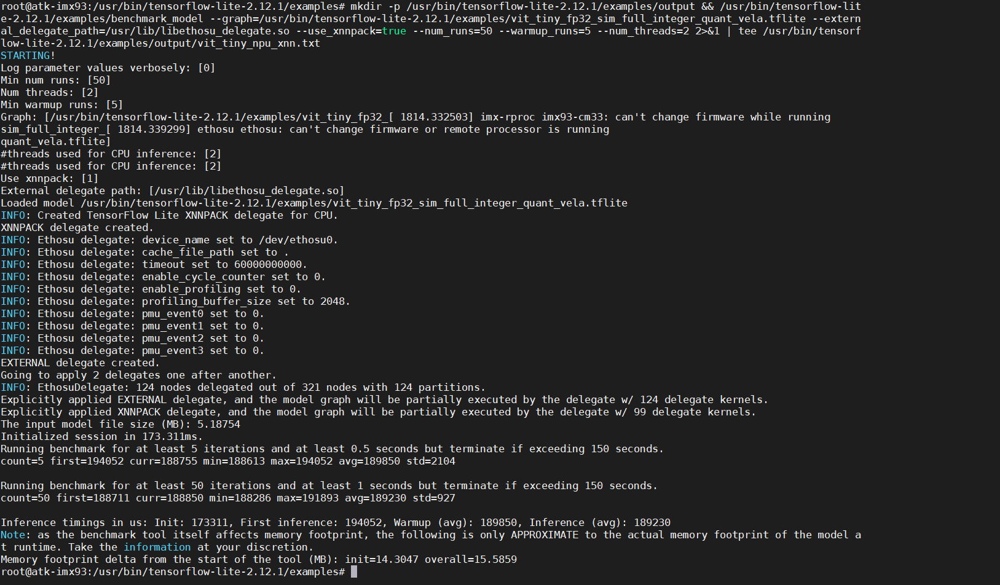 root@atk-imx93:/usr/bin/tensorflow-lite-2.12.1/examples# mkdir -p /usr/bin/tensorflow-lite-2.12.1/examples/output && /usr/bin/tensorflow-lit
e-2.12.1/examples/benchmark_model --graph=/usr/bin/tensorflow-lite-2.12.1/examples/vit_tiny_fp32_sim_full_integer_quant_vela.tflite --extern
al_delegate_path=/usr/lib/libethosu_delegate.so --use_xnnpack=true --num_runs=50 --warmup_runs=5 --num_threads=2 2>&1 | tee /usr/bin/tensorf
low-lite-2.12.1/examples/output/vit_tiny_npu_xnn.txt
STARTING!
Log parameter values verbosely: [0]
Min num runs: [50]
Num threads: [2]
Min warmup runs: [5]
Graph: [/usr/bin/tensorflow-lite-2.12.1/examples/vit_tiny_fp32_[ 1814.332503] imx-rproc imx93-cm33: can't change firmware while running
sim_full_integer_[ 1814.339299] ethosu ethosu: can't change firmware or remote processor is running
quant_vela.tflite]
#threads used for CPU inference: [2]
#threads used for CPU inference: [2]
Use xnnpack: [1]
External delegate path: [/usr/lib/libethosu_delegate.so]
Loaded model /usr/bin/tensorflow-lite-2.12.1/examples/vit_tiny_fp32_sim_full_integer_quant_vela.tflite
INFO: Created TensorFlow Lite XNNPACK delegate for CPU.
XNNPACK delegate created.
INFO: Ethosu delegate: device_name set to /dev/ethosu0.
INFO: Ethosu delegate: cache_file_path set to .
INFO: Ethosu delegate: timeout set to 60000000000.
INFO: Ethosu delegate: enable_cycle_counter set to 0.
INFO: Ethosu delegate: enable_profiling set to 0.
INFO: Ethosu delegate: profiling_buffer_size set to 2048.
INFO: Ethosu delegate: pmu_event0 set to 0.
INFO: Ethosu delegate: pmu_event1 set to 0.
INFO: Ethosu delegate: pmu_event2 set to 0.
INFO: Ethosu delegate: pmu_event3 set to 0.
EXTERNAL delegate created.
Going to apply 2 delegates one after another.
INFO: EthosuDelegate: 124 nodes delegated out of 321 nodes with 124 partitions.
Explicitly applied EXTERNAL delegate, and the model graph will be partially executed by the delegate w/ 124 delegate kernels.
Explicitly applied XNNPACK delegate, and the model graph will be partially executed by the delegate w/ 99 delegate kernels.
The input model file size (MB): 5.18754
Initialized session in 173.311ms.
Running benchmark for at least 5 iterations and at least 0.5 seconds but terminate if exceeding 150 seconds.
count=5 first=194052 curr=188755 min=188613 max=194052 avg=189850 std=2104
Running benchmark for at least 50 iterations and at least 1 seconds but terminate if exceeding 150 seconds.
count=50 first=188711 curr=188850 min=188286 max=191893 avg=189230 std=927
Inference timings in us: Init: 173311, First inference: 194052, Warmup (avg): 189850, Inference (avg): 189230
Note: as the benchmark tool itself affects memory footprint, the following is only APPROXIMATE to the actual memory footprint of the model a
t runtime. Take the information at your discretion.
Memory footprint delta from the start of the tool (MB): init=14.3047 overall=15.5859
root@atk-imx93:/usr/bin/tensorflow-lite-2.12.1/examples#